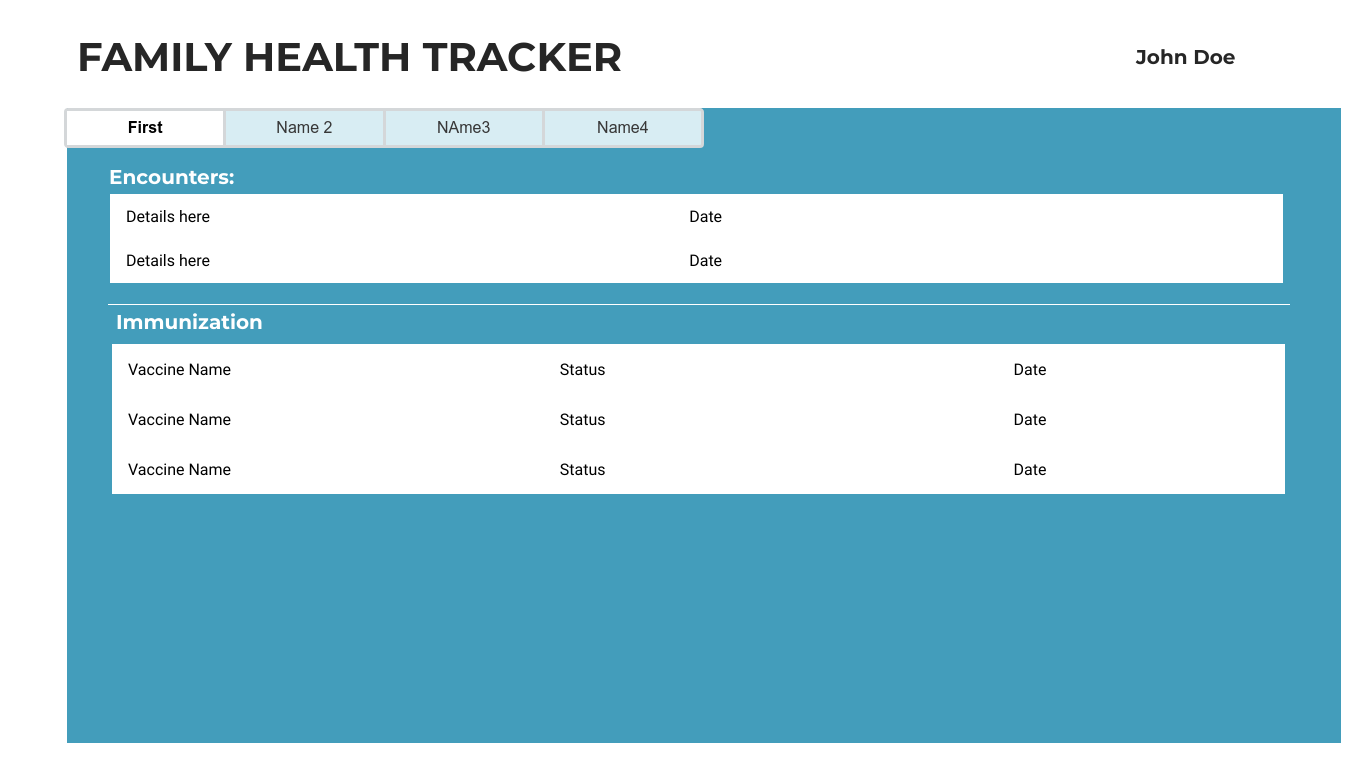 FAMILY HEALTH TRACKER John Doe
First Name 2 NAme3 Name4
Encounters:
Details here Date
Details here Date
Immunization
Vaccine Name Status Date
Vaccine Name Status Date
Vaccine Name Status Date